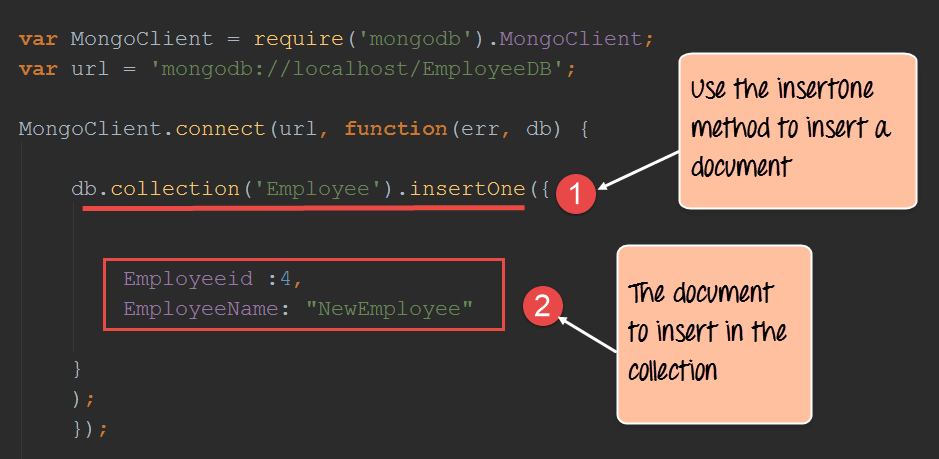 var MongoClient = require('mongodb').MongoClient;
var url = 'mongodb://localhost/EmployeeDB';
MongoClient.connect(url, function(err, db) {
db.collection('Employee').insertOne({
1
Use the insertOne
method to insert a
document
Employeeid :4,
EmployeeName: "NewEmployee"
2
The document
to insert in the
collection
}
);
});